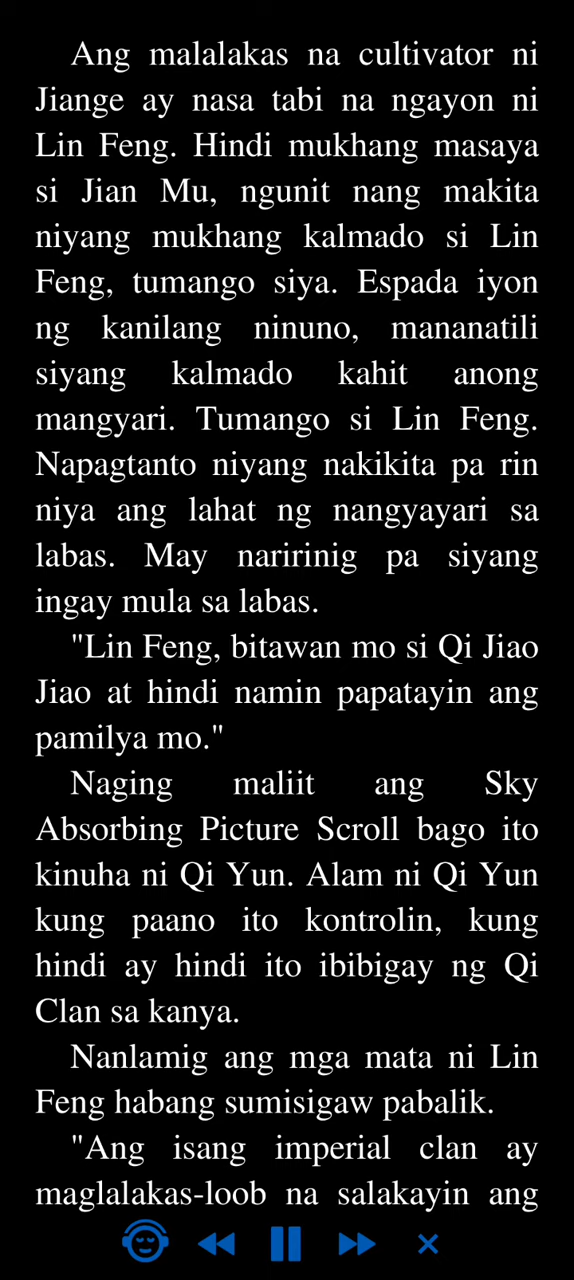 Ang malalakas na cultivator ni
Jiange ay nasa tabi na ngayon ni
Lin Feng. Hindi mukhang masaya
si Jian Mu, ngunit nang makita
niyang mukhang kalmado si Lin
Feng, tumango siya. Espada iyon
ng kanilang ninuno, mananatili
siyang kalmado kahit anong
mangyari. Tumango si Lin Feng.
Napagtanto niyang nakikita pa rin
niya ang lahat ng nangyayari sa
labas. May naririnig pa siyang
ingay mula sa labas.
"Lin Feng, bitawan mo si Qi Jiao
Jiao at hindi namin papatayin ang
pamilya mo."
Naging maliit ang Sky
Absorbing Picture Scroll bago ito
kinuha ni Qi Yun. Alam ni Qi Yun
kung paano ito kontrolin, kung
hindi ay hindi ito ibibigay ng Qi
Clan sa kanya.
Nanlamig ang mga mata ni Lin
Feng habang sumisigaw pabalik.
"Ang isang imperial clan ay
maglalakas-loob na salakayin ang